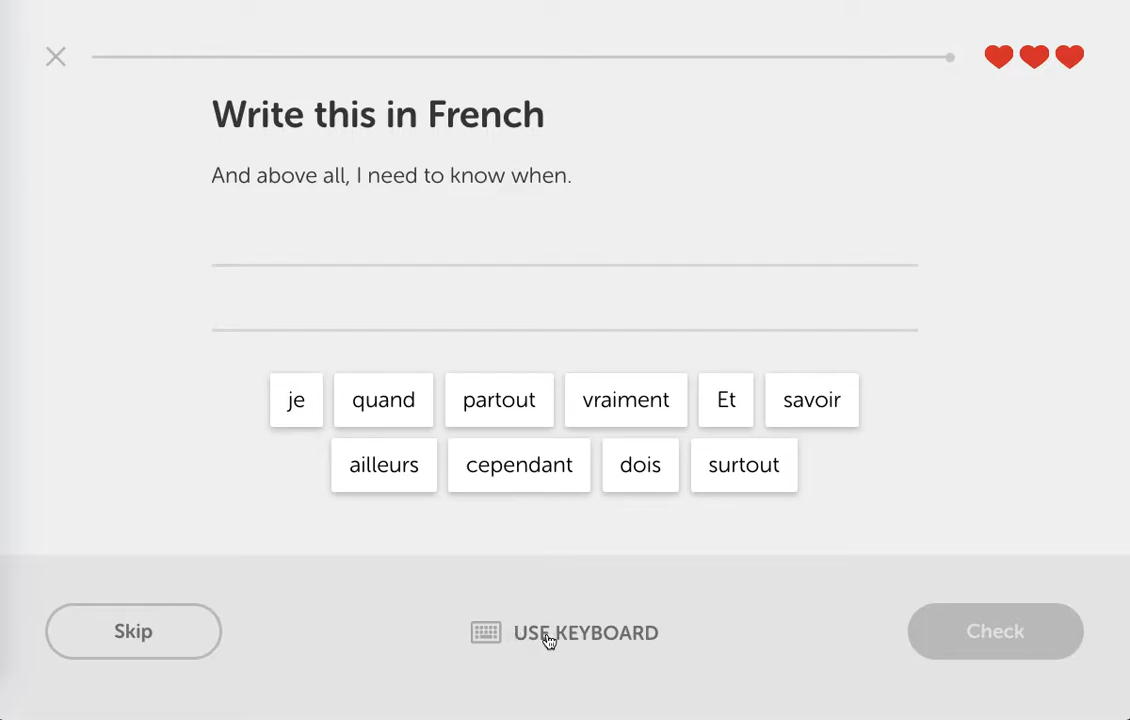 Write this in French
And above all, I need to know when.
je quand partout vraiment Et savoir
ailleurs cependant dois surtout
Skip USE KEYBOARD Check